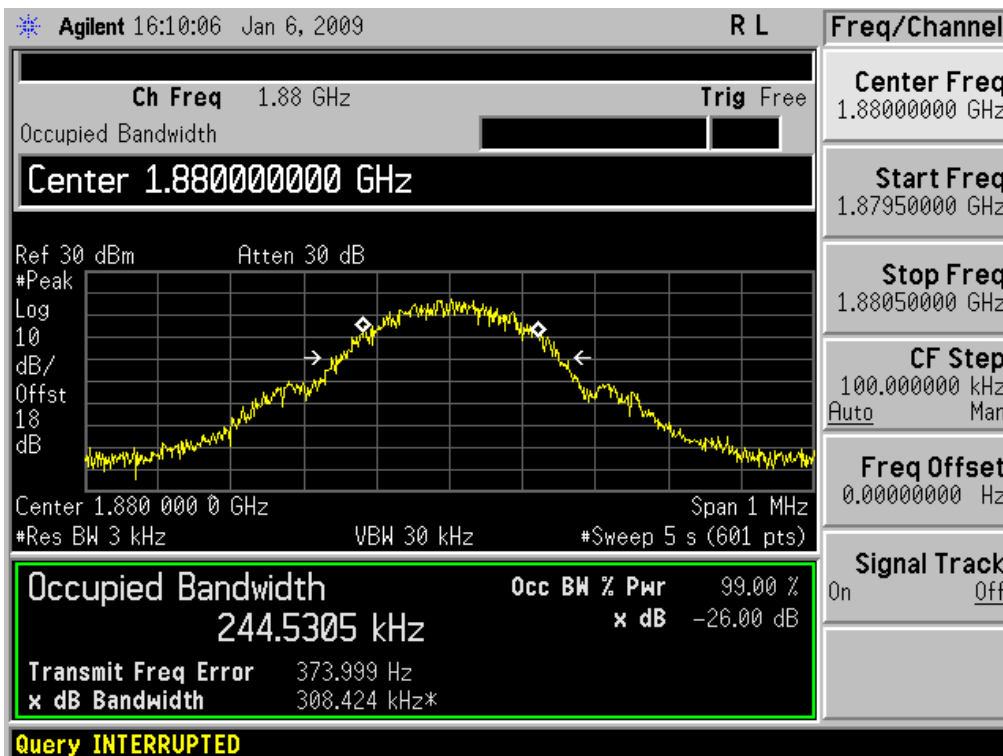 Agilent 16:10:06 Jan 6, 2009 R L
Freq/Channel
Ch Freq 1.88 GHz Trig Free
Occupied Bandwidth
Center 1.880000000 GHz
Ref 30 dBm Atten 30 dB
#Peak
Log
10
dB/
Offst
18
dB
Center 1.880 000 0 GHz Span 1 MHz
#Res BW 3 kHz VBW 30 kHz #Sweep 5 s (601 pts)
Occupied Bandwidth
244.5305 kHz
Occ BW % Pwr 99.00 %
x dB -26.00 dB
Transmit Freq Error 373.999 Hz
x dB Bandwidth 308.424 kHz*
Query INTERRUPTED
Center Freq
1.88000000 GHz
Start Freq
1.87950000 GHz
Stop Freq
1.88050000 GHz
CF Step
100.000000 kHz
Auto Man
Freq Offset
0.00000000 Hz
Signal Track
On Off